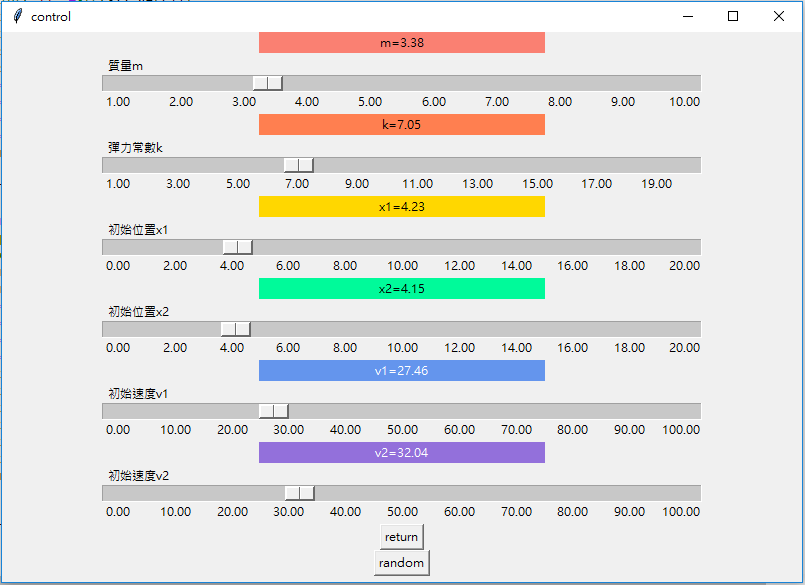 control
m=3.38
質量m
1.00 2.00 3.00 4.00 5.00 6.00 7.00 8.00 9.00 10.00
k=7.05
彈力常數k
1.00 3.00 5.00 7.00 9.00 11.00 13.00 15.00 17.00 19.00
x1=4.23
初始位置x1
0.00 2.00 4.00 6.00 8.00 10.00 12.00 14.00 16.00 18.00 20.00
x2=4.15
初始位置x2
0.00 2.00 4.00 6.00 8.00 10.00 12.00 14.00 16.00 18.00 20.00
v1=27.46
初始速度v1
0.00 10.00 20.00 30.00 40.00 50.00 60.00 70.00 80.00 90.00 100.00
v2=32.04
初始速度v2
0.00 10.00 20.00 30.00 40.00 50.00 60.00 70.00 80.00 90.00 100.00
return
random